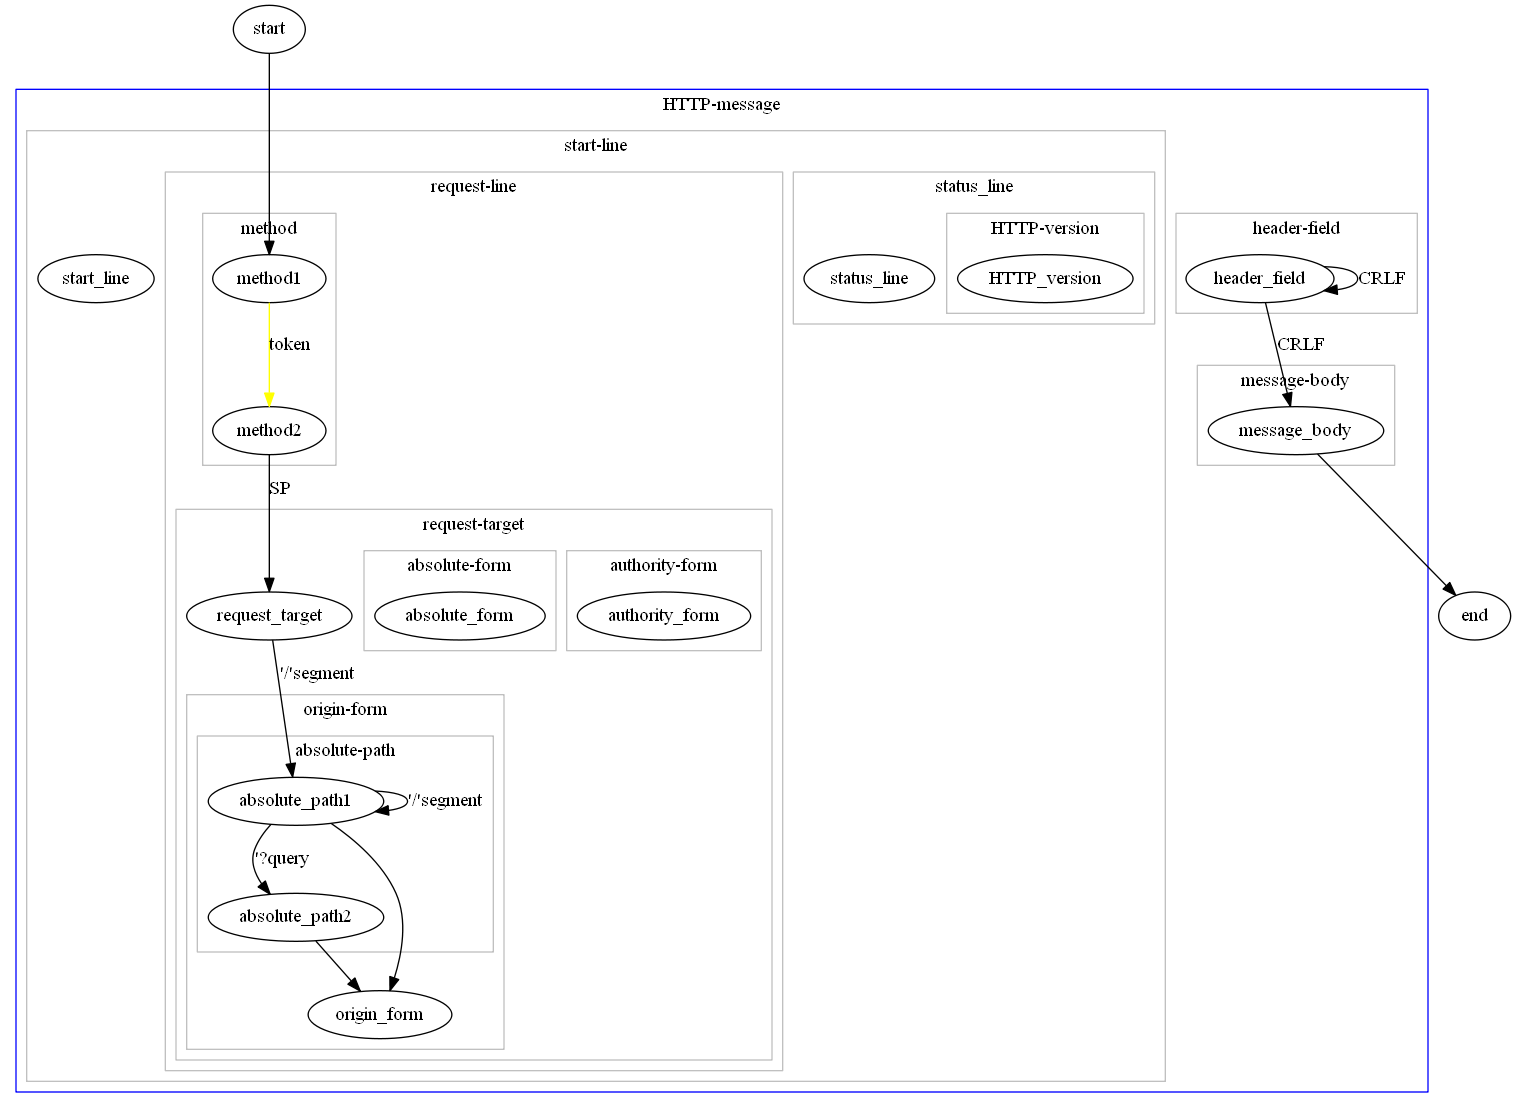 start
HTTP-message
start-line
request-line
status_line
method
HTTP-version
header-field
start_line
method1
status_line
HTTP_version
header_field
CRLF
token
CRLF
message-body
method2
message_body
SP
request-target
absolute-form
authority-form
request_target
absolute_form
authority_form
end
'/'segment
origin-form
absolute-path
absolute_path1
'/'segment
'?query
absolute_path2
origin_form